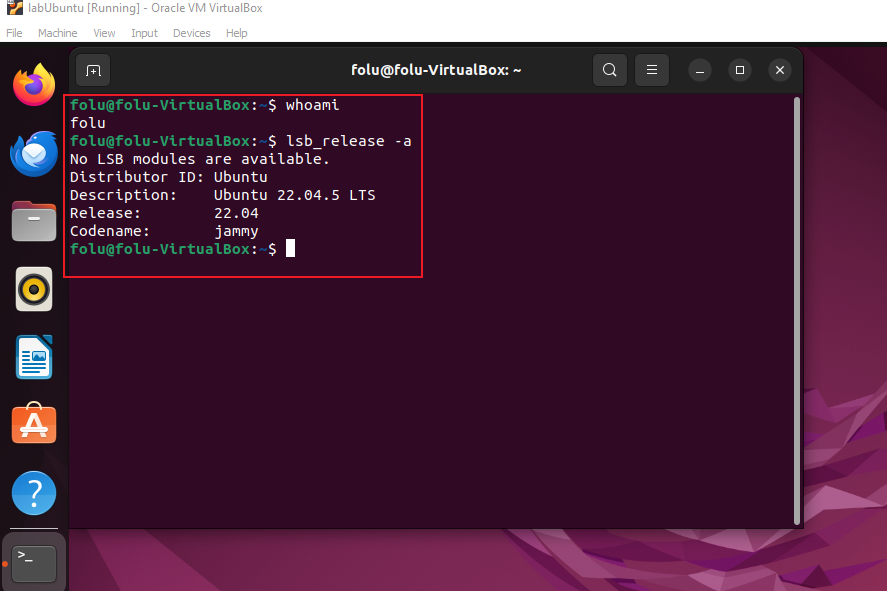 labUbuntu [Running] - Oracle VM VirtualBox
File Machine View Input Devices Help
folu@folu-VirtualBox: ~
folu@folu-VirtualBox:~$ whoami
folu
folu@folu-VirtualBox:~$ lsb_release -a
No LSB modules are available.
Distributor ID: Ubuntu
Description:    Ubuntu 22.04.5 LTS
Release:        22.04
Codename:       jammy
folu@folu-VirtualBox:~$